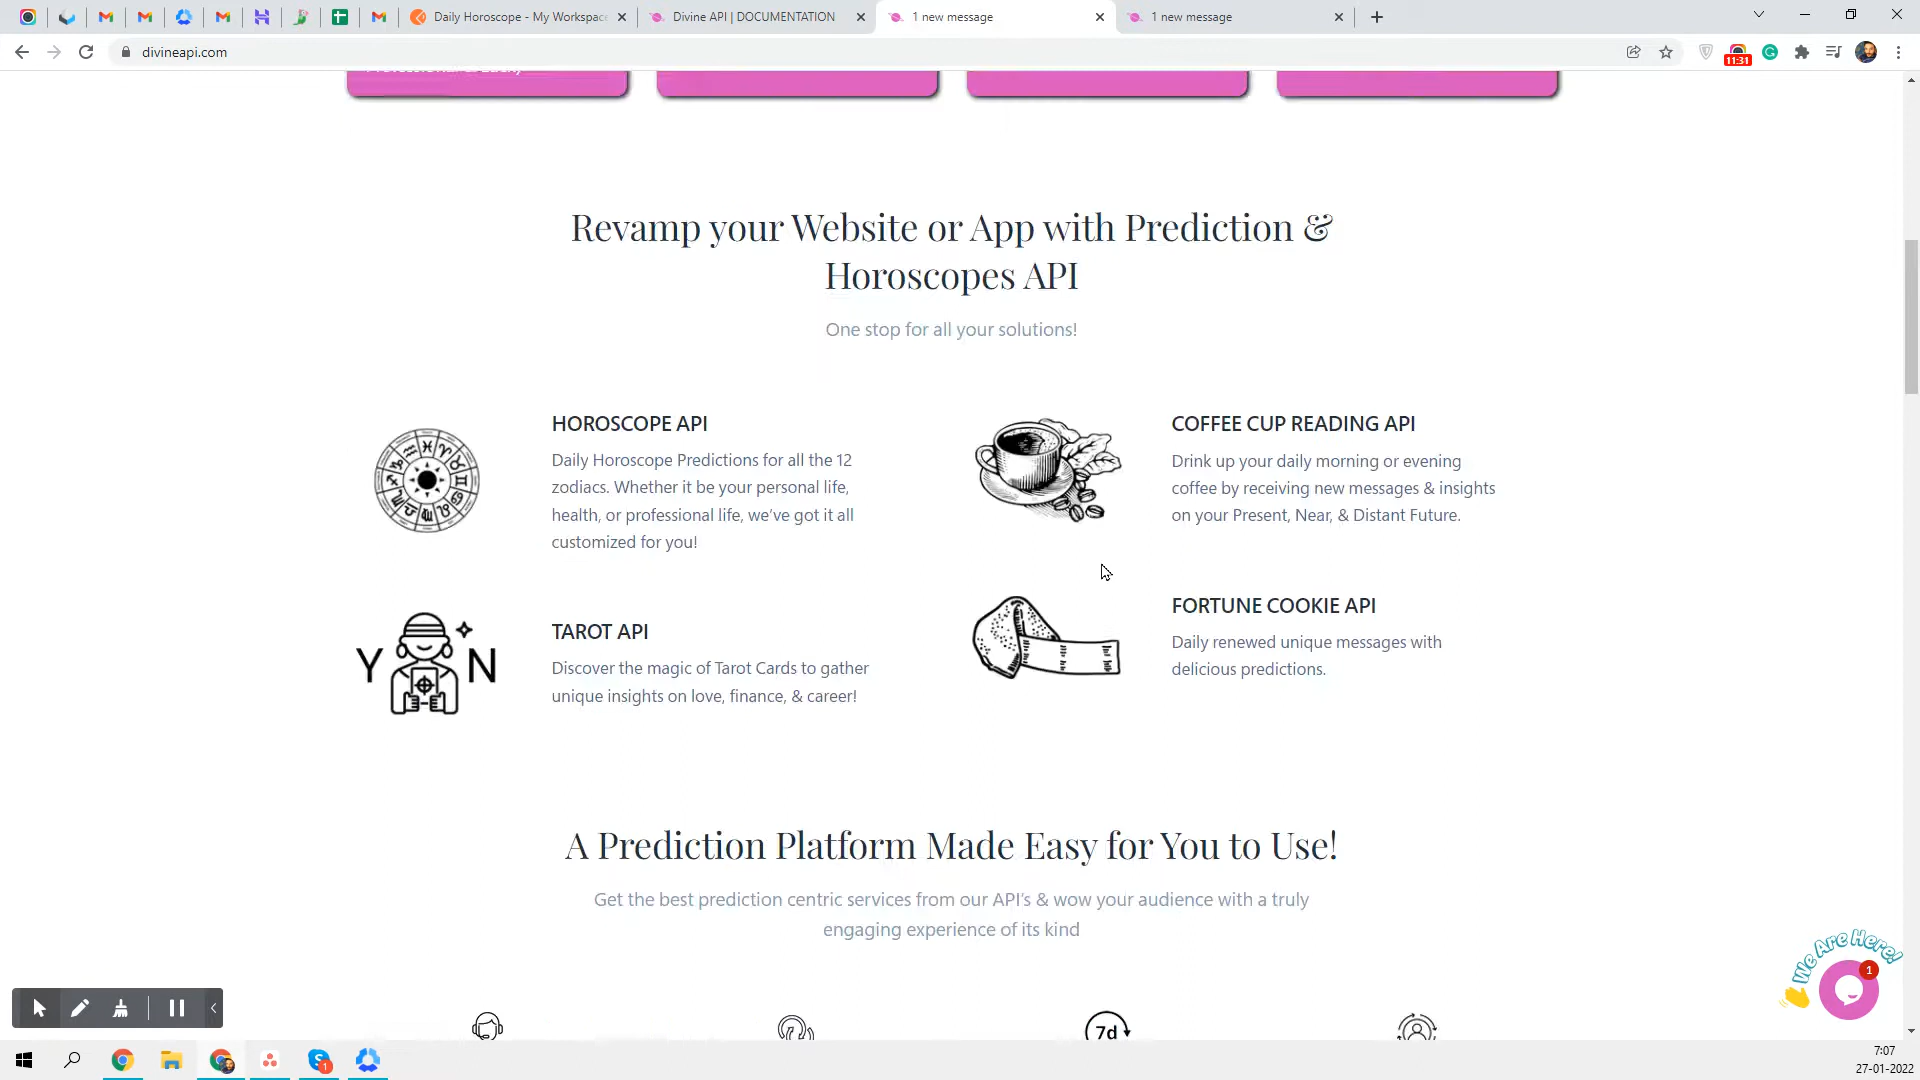 Daily Horoscope - My Workspace
Divine API | DOCUMENTATION
1 new message
1 new message
divineapi.com
11:31
Revamp your Website or App with Prediction &
Horoscopes API
One stop for all your solutions!
HOROSCOPE API
Daily Horoscope Predictions for all the 12
zodiacs. Whether it be your personal life,
health, or professional life, we've got it all
customized for you!
COFFEE CUP READING API
Drink up your daily morning or evening
coffee by receiving new messages & insights
on your Present, Near, & Distant Future.
Y N
TAROT API
Discover the magic of Tarot Cards to gather
unique insights on love, finance, & career!
FORTUNE COOKIE API
Daily renewed unique messages with
delicious predictions.
A Prediction Platform Made Easy for You to Use!
Get the best prediction centric services from our API's & wow your audience with a truly
engaging experience of its kind
We Are Here!
1
7d
1
7:07
27-01-2022